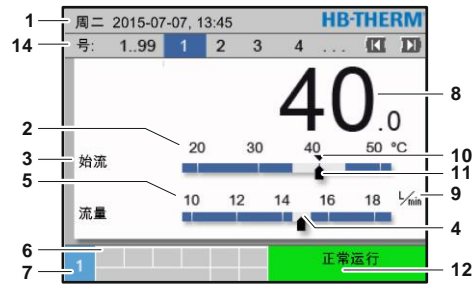 1 周二 2015-07-07, 13:45 HB-THERM®
14 号: 1..99 1 2 3 4 ...
40.0 8
2 20 30 40 50 °C 10
3 始流 11
5 10 12 14 16 18 L/min 9
流量 4
6
7 1 正常运行 12